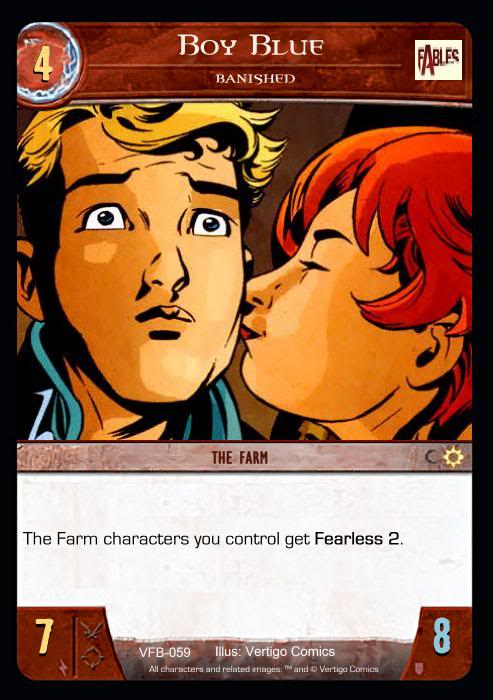 4
BOY BLUE
FABLES
BANISHED
THE FARM
The Farm characters you control get Fearless 2.
7
8
VFB-059 Illus: Vertigo Comics
All characters and related images: ™ and © Vertigo Comics